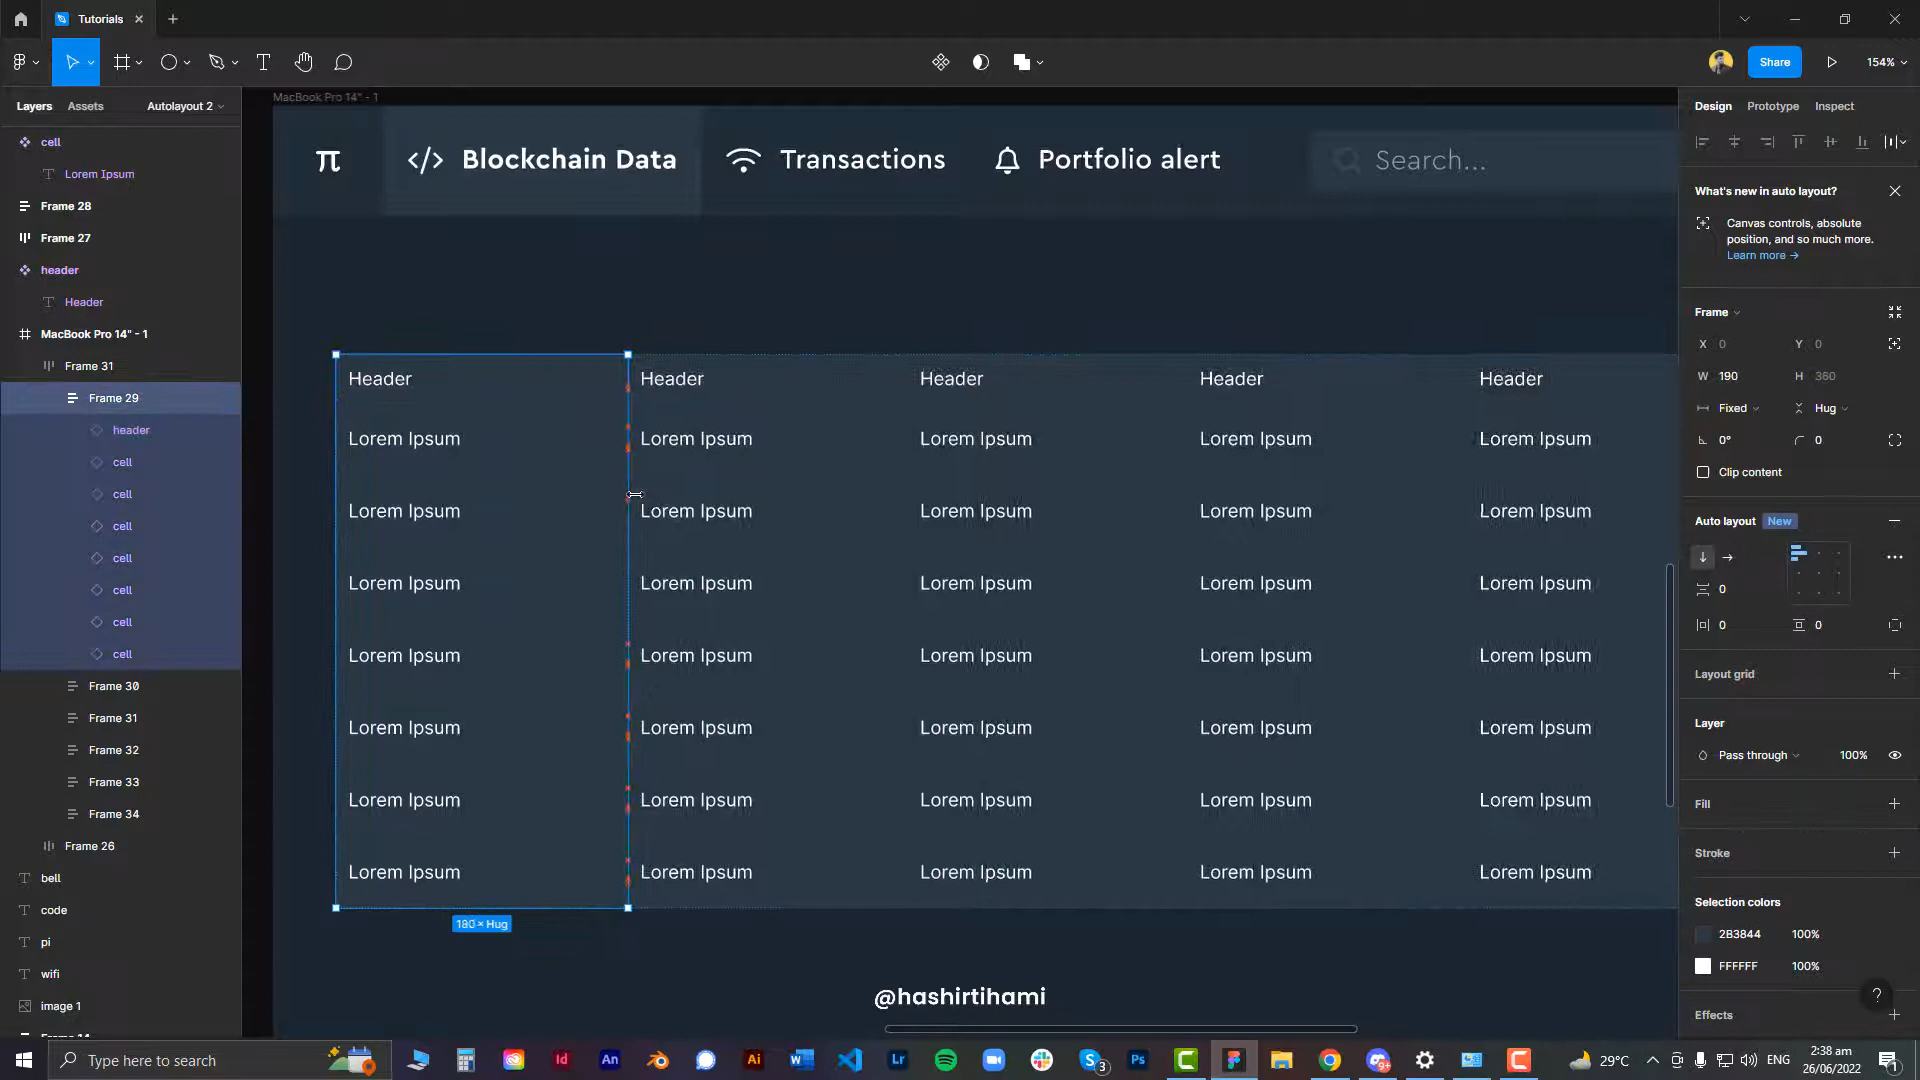 Tutorials
Share
154%
Layers
Assets
Autolayout 2
cell
Lorem Ipsum
Frame 28
Frame 27
header
Header
MacBook Pro 14" - 1
Frame 31
Frame 29
header
cell
cell
cell
cell
cell
cell
cell
Frame 30
Frame 31
Frame 32
Frame 33
Frame 34
Frame 26
bell
code
pi
wifi
image 1
MacBook Pro 14" - 1
π
</> Blockchain Data
Transactions
Portfolio alert
Search...
Header Header Header Header Header
Lorem Ipsum Lorem Ipsum Lorem Ipsum Lorem Ipsum Lorem Ipsum
Lorem Ipsum Lorem Ipsum Lorem Ipsum Lorem Ipsum Lorem Ipsum
Lorem Ipsum Lorem Ipsum Lorem Ipsum Lorem Ipsum Lorem Ipsum
Lorem Ipsum Lorem Ipsum Lorem Ipsum Lorem Ipsum Lorem Ipsum
Lorem Ipsum Lorem Ipsum Lorem Ipsum Lorem Ipsum Lorem Ipsum
Lorem Ipsum Lorem Ipsum Lorem Ipsum Lorem Ipsum Lorem Ipsum
Lorem Ipsum Lorem Ipsum Lorem Ipsum Lorem Ipsum Lorem Ipsum
180 × Hug
@hashirtihami
Design
Prototype
Inspect
What's new in auto layout?
Canvas controls, absolute
position, and so much more.
Learn more →
Frame
X 0 Y 0
W 190 H 360
Fixed Hug
0° 0
Clip content
Auto layout New
0
0 0
Layout grid
Layer
Pass through 100%
Fill
Stroke
Selection colors
2B3844 100%
FFFFFF 100%
?
Effects
Type here to search
Id
An
Ai
Lr
3
Ps
29°C
ENG
2:38 am
26/06/2022
1